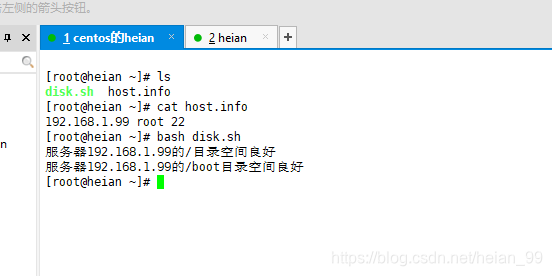 左侧的箭头按钮。
1 centos的heian × 2 heian × +
[root@heian ~]# ls
disk.sh host.info
[root@heian ~]# cat host.info
192.168.1.99 root 22
[root@heian ~]# bash disk.sh
服务器192.168.1.99的/目录空间良好
服务器192.168.1.99的/boot目录空间良好
[root@heian ~]#
https://blog.csdn.net/heian_99